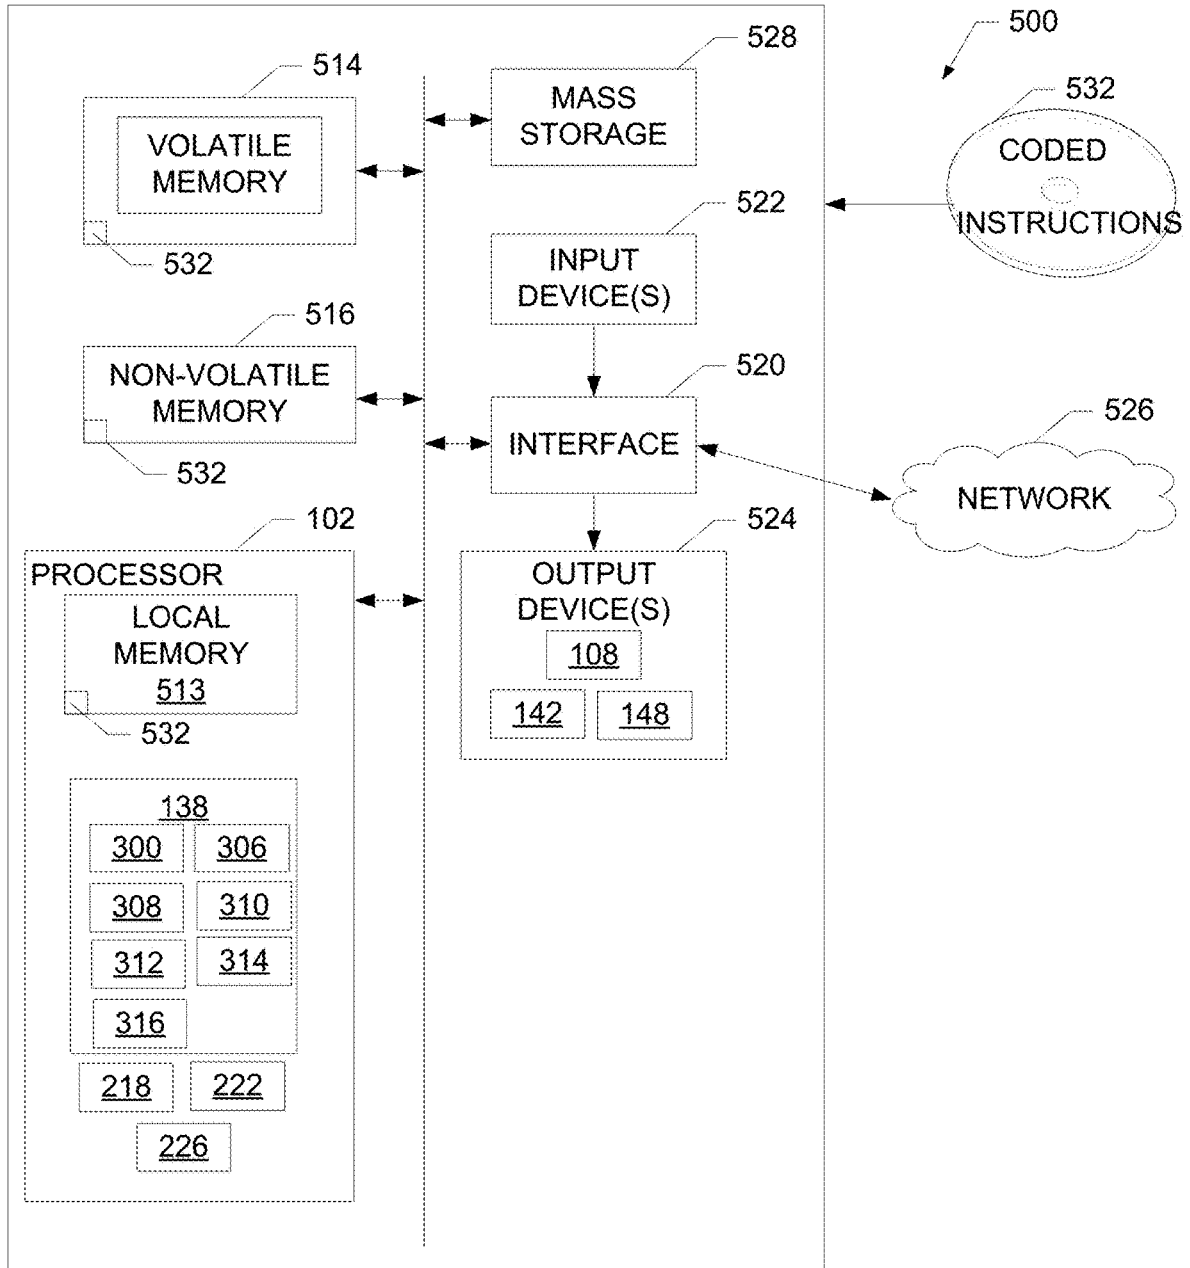 500
528
514
532
MASS
STORAGE
CODED
INSTRUCTIONS
VOLATILE
MEMORY
532
522
INPUT
DEVICE(S)
516
NON-VOLATILE
MEMORY
532
520
INTERFACE
526
NETWORK
102
PROCESSOR
LOCAL
MEMORY
513
532
524
OUTPUT
DEVICE(S)
108
142 148
138
300 306
308 310
312 314
316
218 222
226